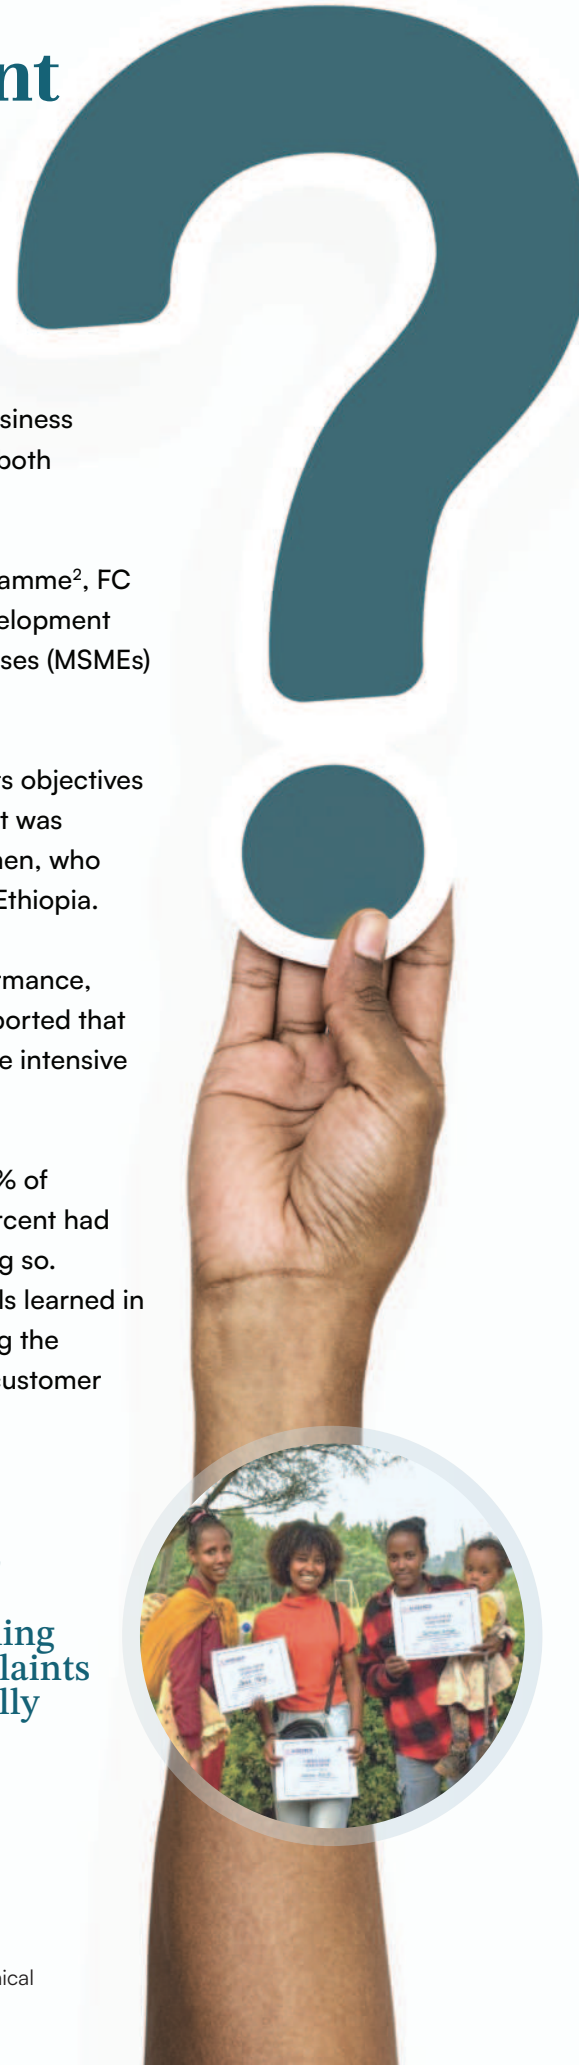 nt
siness
both
amme², FC
elopment
ses (MSMEs)
s objectives
t was
nen, who
Ethiopia.
rmance,
ported that
e intensive
% of
rcent had
g so.
ls learned in
g the
customer
ing
laints
lly
ical